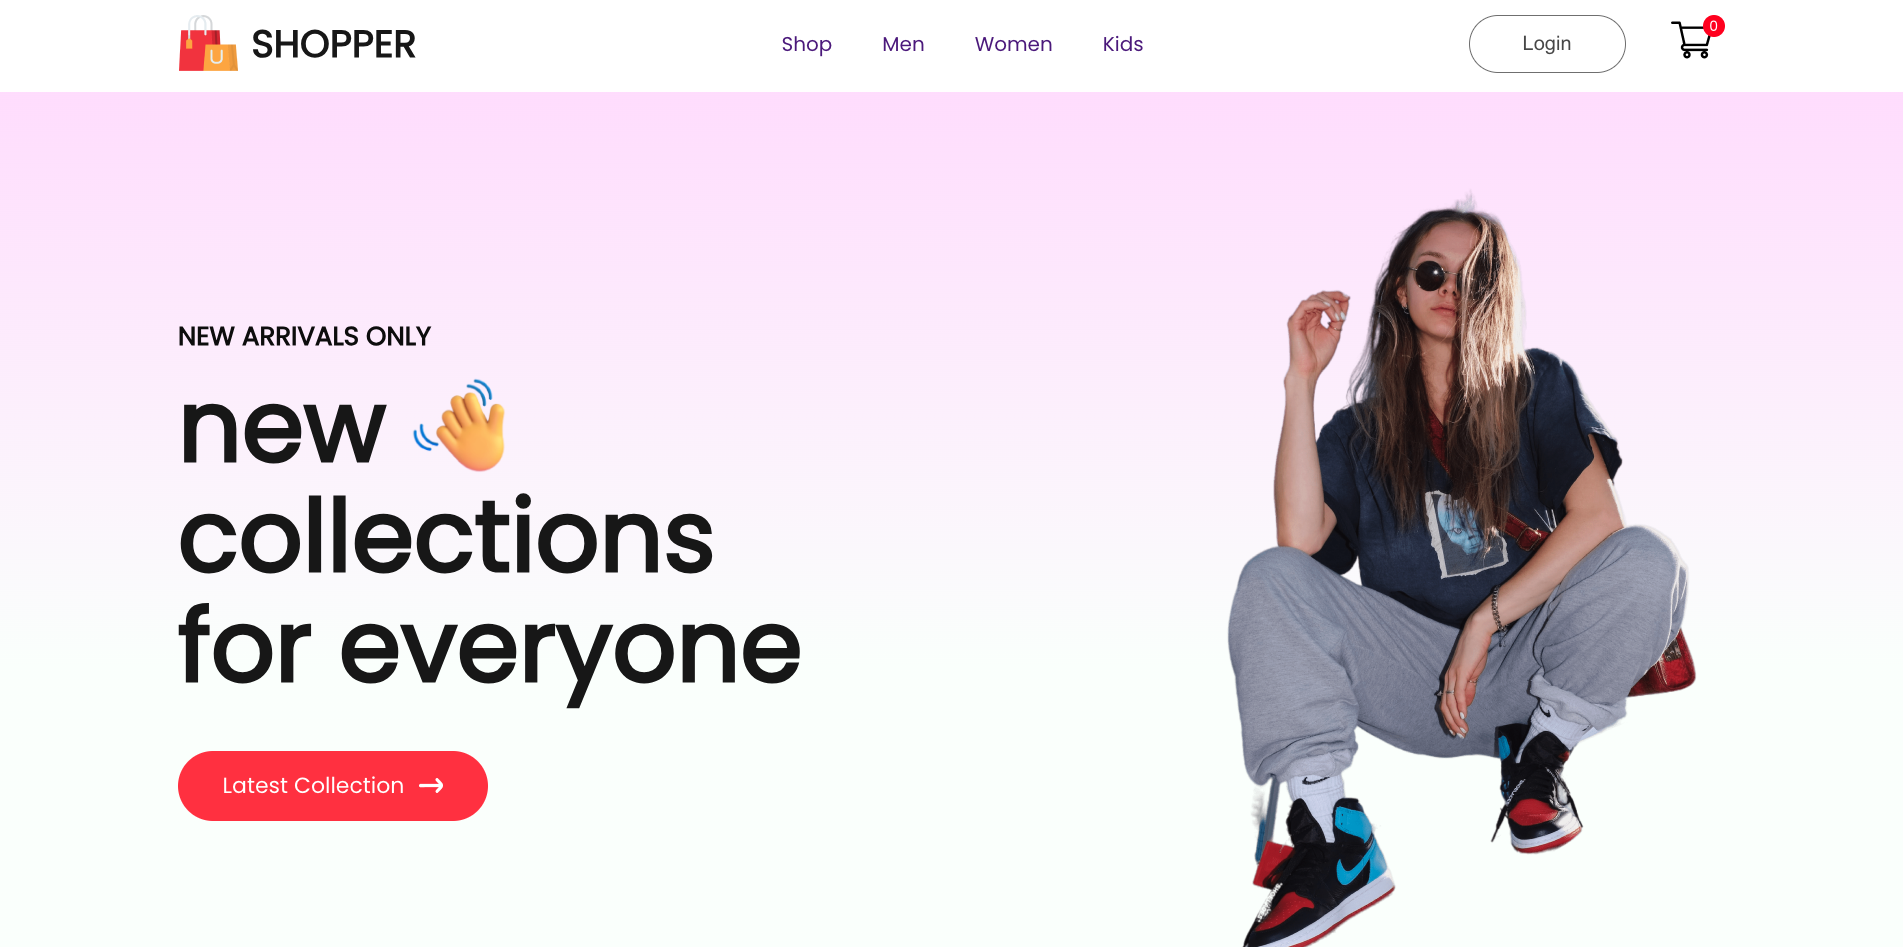 SHOPPER
Shop Men Women Kids
Login
0
NEW ARRIVALS ONLY
new
collections
for everyone
Latest Collection